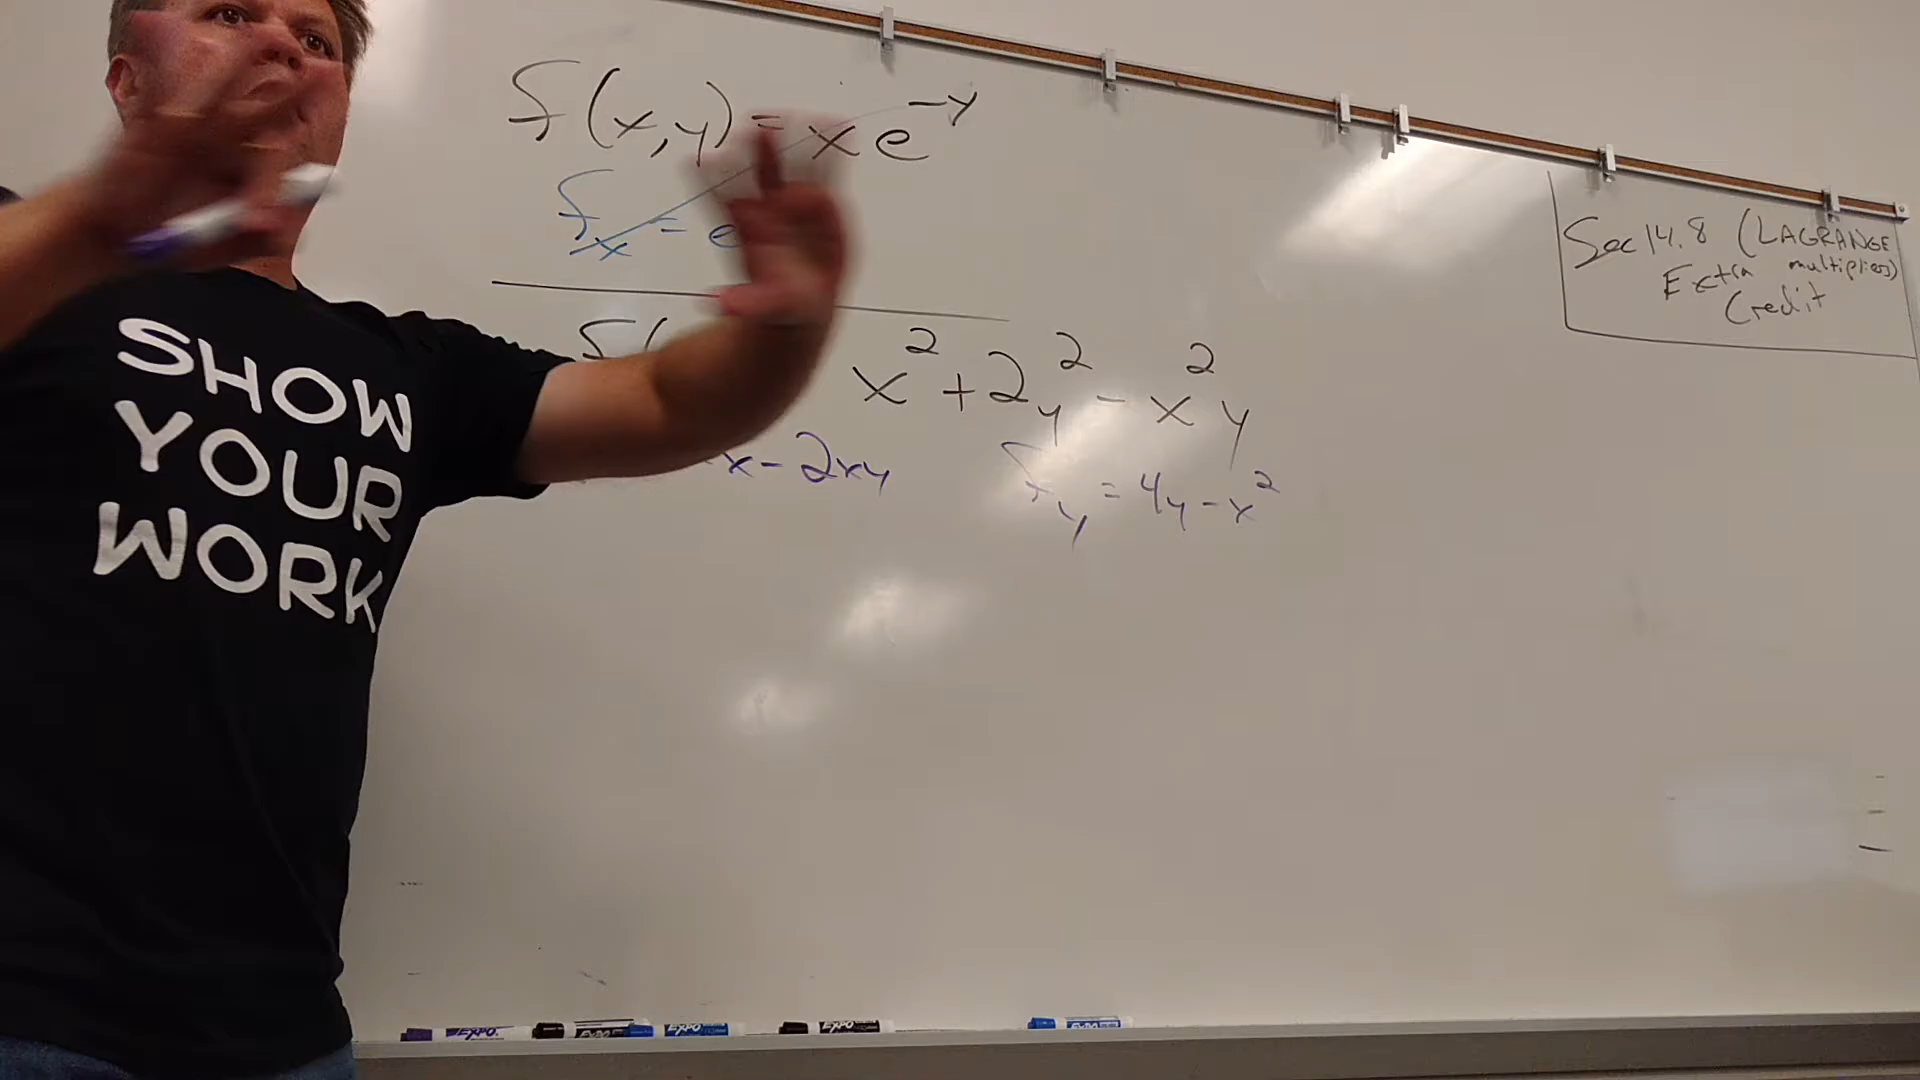 f(x,y) = xe^{-y}
f_x = e
Sec 14.8 (LAGRANGE
multipliers)
Extra
Credit
f( x^2 + 2y^2 - x^2y
x - 2xy f_y = 4y - x^2
SHOW
YOUR
WORK
EXPO EXPO EXPO EXPO